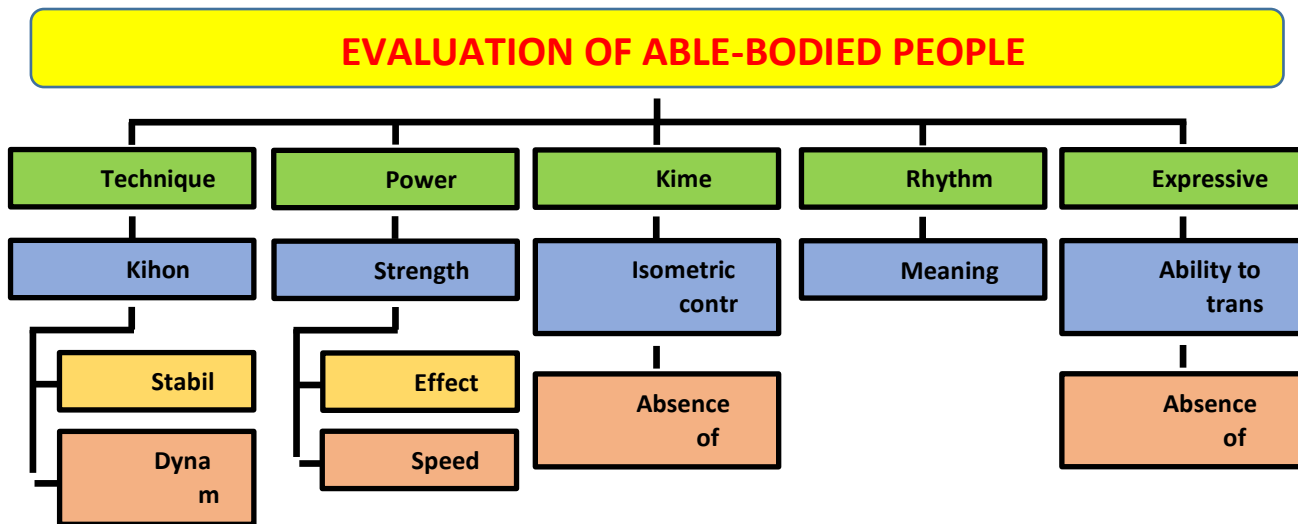 EVALUATION OF ABLE-BODIED PEOPLE
Technique
Power
Kime
Rhythm
Expressive
Kihon
Strength
Isometric
contr
Meaning
Ability to
trans
Stabil
Effect
Absence
of
Absence
of
Dyna
m
Speed